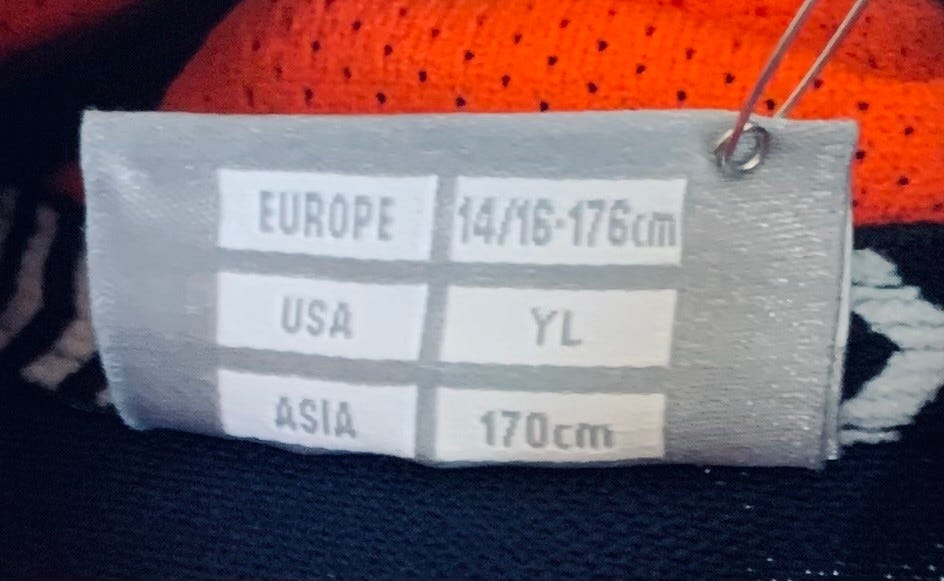 EUROPE 14/16-176cm
USA YL
ASIA 170cm